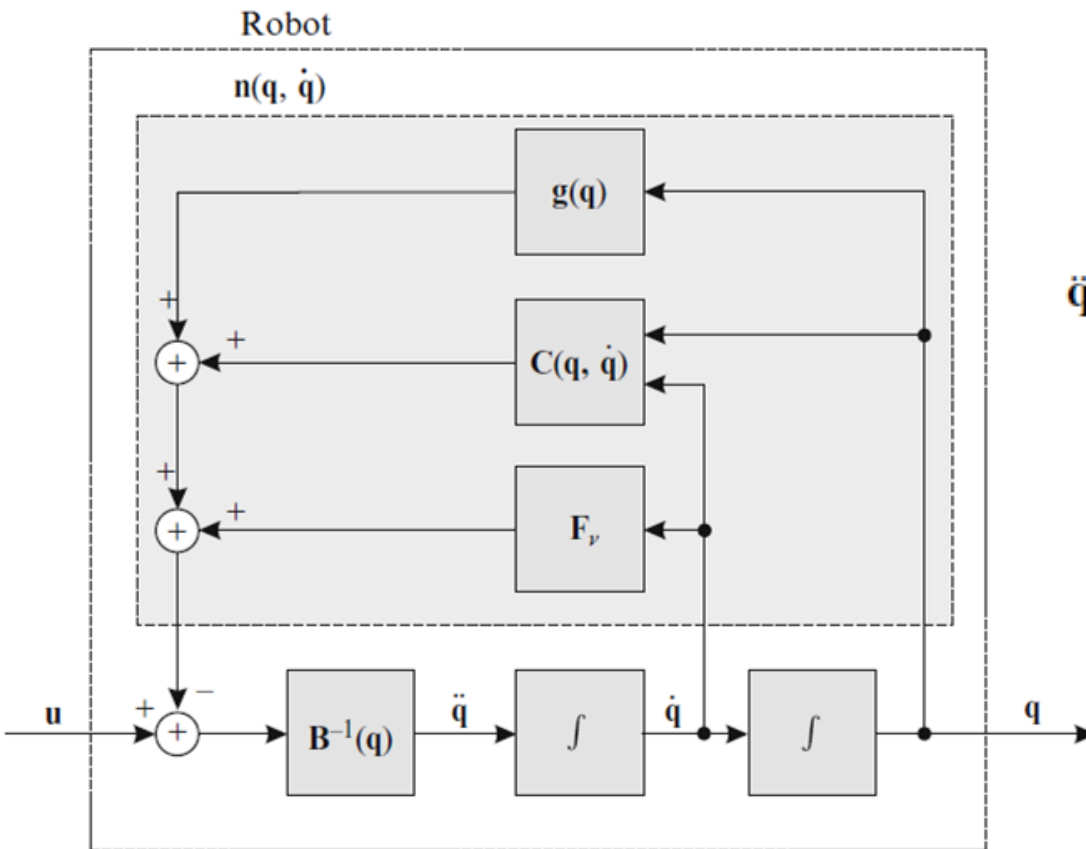 Robot
n(q, q̇)
g(q)
q̈
+
+
+
C(q, q̇)
+
+
+
F_ν
−
u
+
+
B⁻¹(q)
q̈
∫
q̇
∫
q